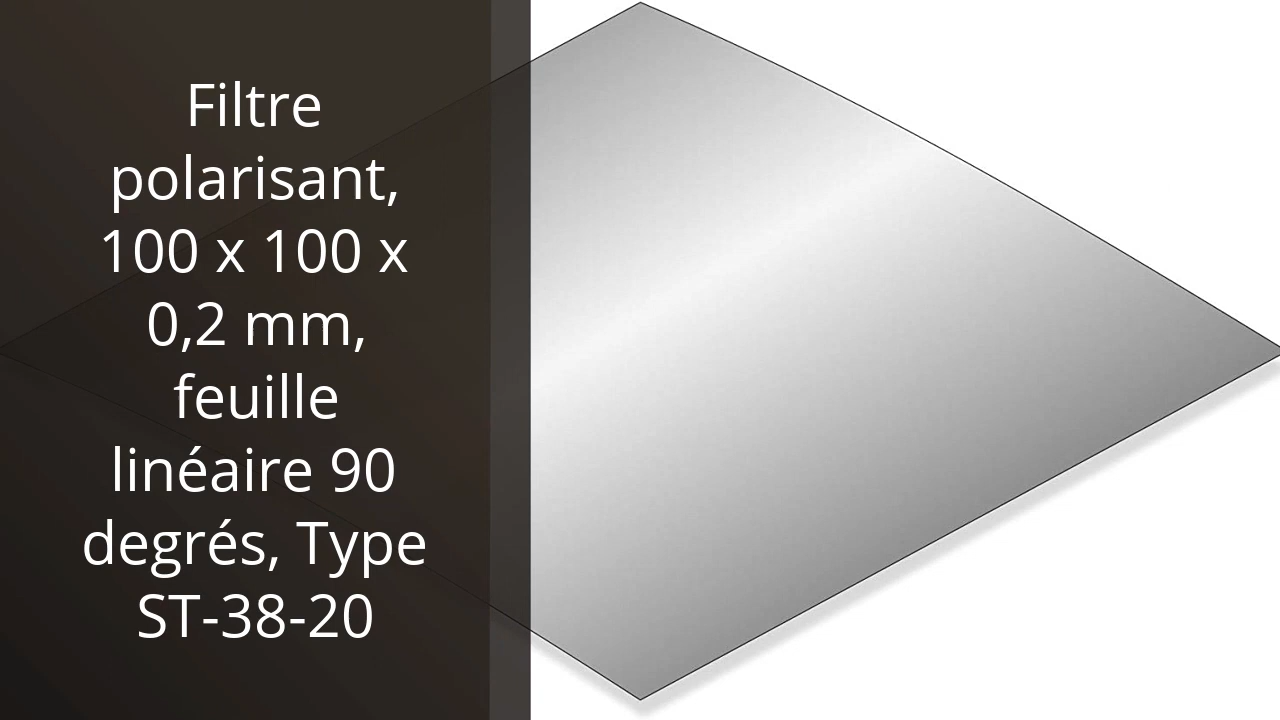 Filtre
polarisant,
100 x 100 x
0,2 mm,
feuille
linéaire 90
degrés, Type
ST-38-20